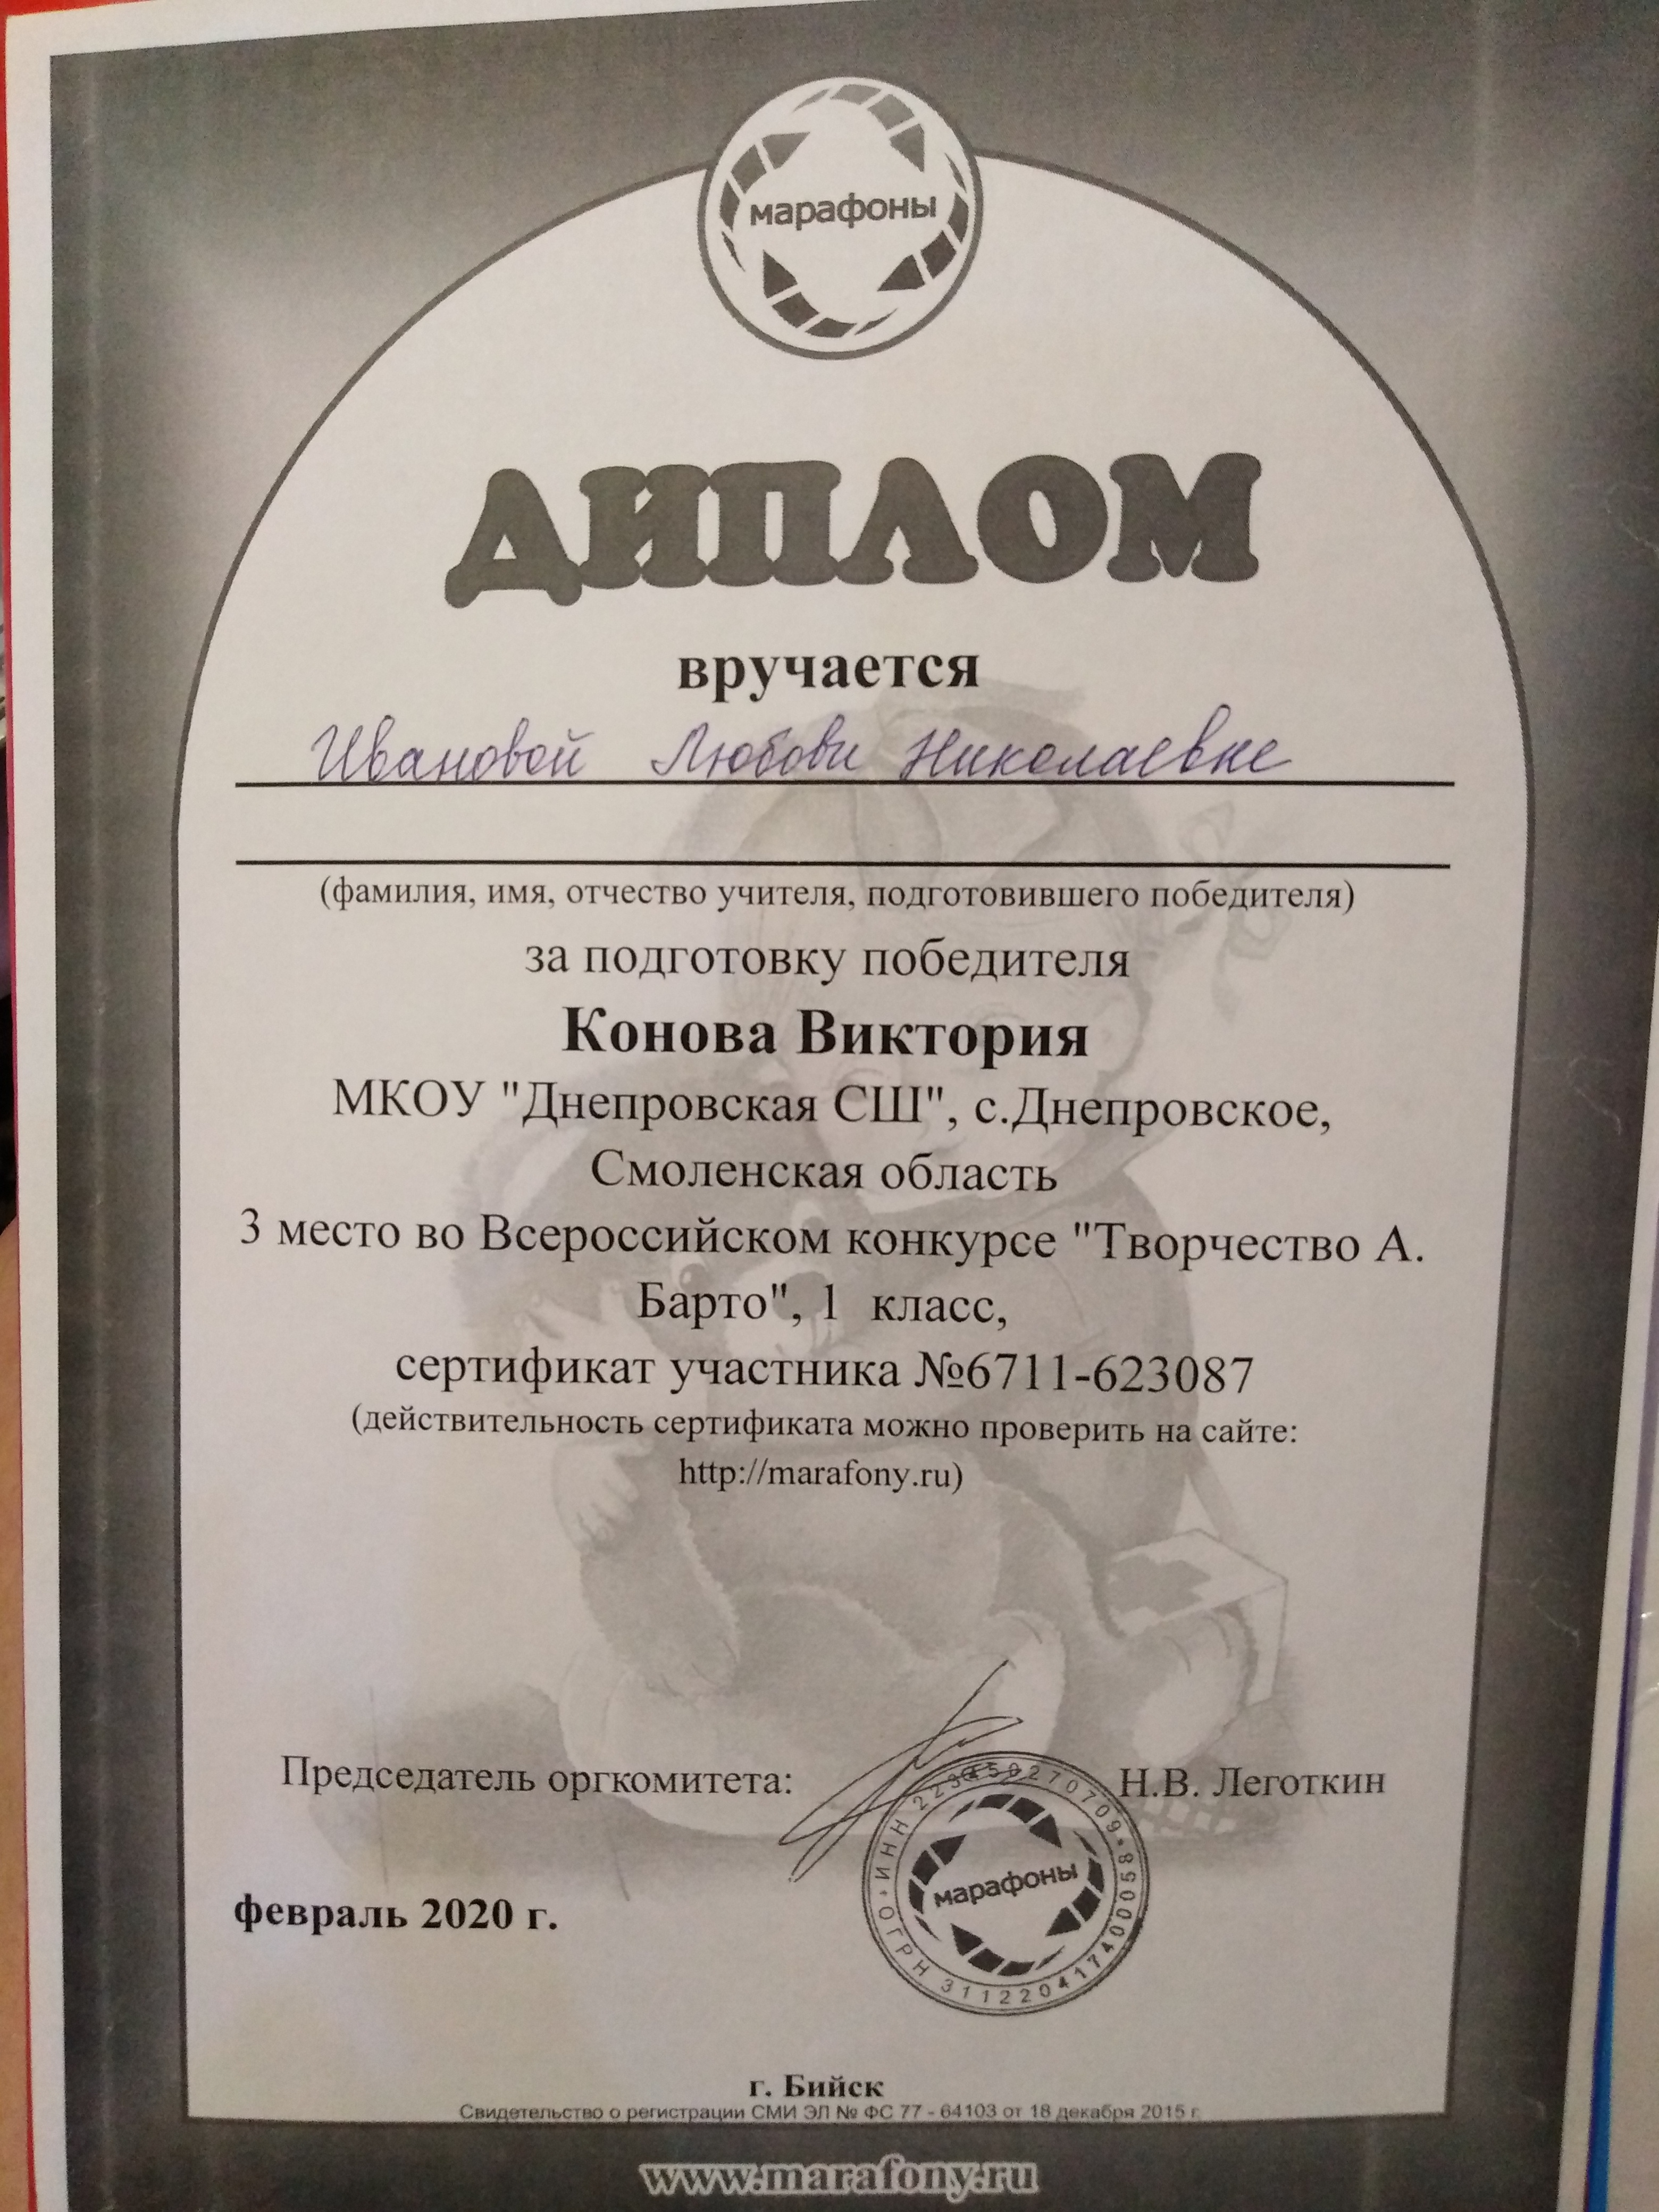 марафоны
ДИПЛОМ
вручается
Ивановой Любови Николаевне
(фамилия, имя, отчество учителя, подготовившего победителя)
за подготовку победителя
Конова Виктория
МКОУ "Днепровская СШ", с.Днепровское,
Смоленская область
3 место во Всероссийском конкурсе "Творчество А.
Барто", 1 класс,
сертификат участника №6711-623087
(действительность сертификата можно проверить на сайте:
http://marafony.ru)
Председатель оргкомитета:
Н.В. Леготкин
марафоны
ОГРН 311220417400058
ИНН
февраль 2020 г.
г. Бийск
Свидетельство о регистрации СМИ ЭЛ № ФС 77 - 64103 от 18 декабря 2015 г.
www.marafony.ru